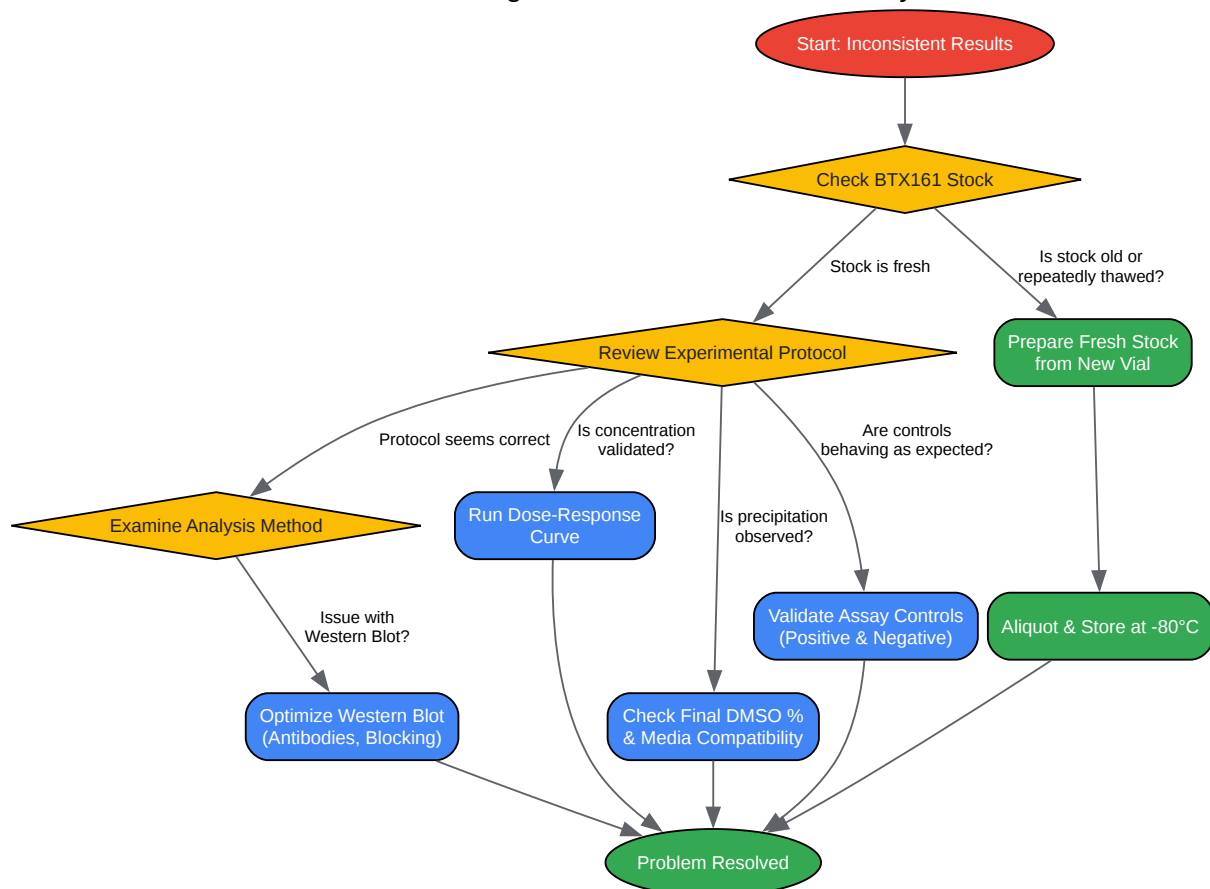 Start: Inconsistent Results
Check BTX161 Stock
Stock is fresh
Is stock old or
repeatedly thawed?
Review Experimental Protocol
Prepare Fresh Stock
from New Vial
Protocol seems correct
Is concentration
validated?
Are controls
behaving as expected?
Examine Analysis Method
Run Dose-Response
Curve
Is precipitation
observed?
Issue with
Western Blot?
Validate Assay Controls
(Positive & Negative)
Aliquot & Store at -80°C
Optimize Western Blot
(Antibodies, Blocking)
Check Final DMSO %
& Media Compatibility
Problem Resolved